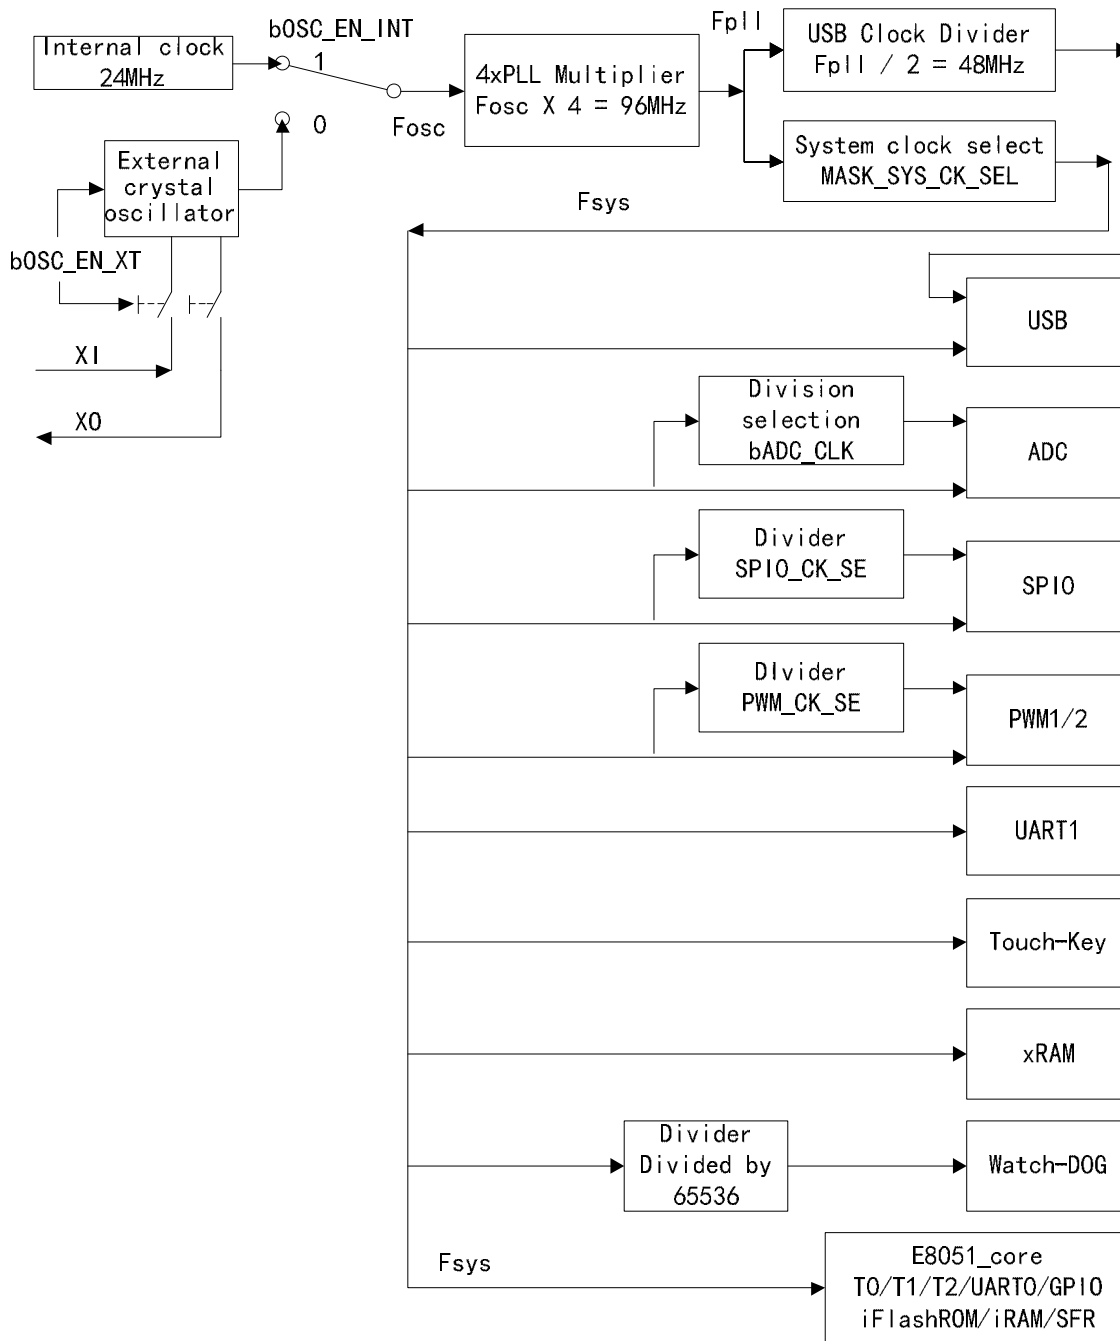 bOSC_EN_INT
Internal clock
24MHz
1
0
Fosc
4xPLL Multiplier
Fosc X 4 = 96MHz
Fpll
USB Clock Divider
Fpll / 2 = 48MHz
System clock select
MASK_SYS_CK_SEL
External
crystal
oscillator
bOSC_EN_XT
XI
XO
Fsys
USB
Division
selection
bADC_CLK
ADC
Divider
SPI0_CK_SE
SPI0
DIvider
PWM_CK_SE
PWM1/2
UART1
Touch-Key
xRAM
Divider
Divided by
65536
Watch-DOG
Fsys
E8051_core
T0/T1/T2/UART0/GPIO
iFlashROM/iRAM/SFR